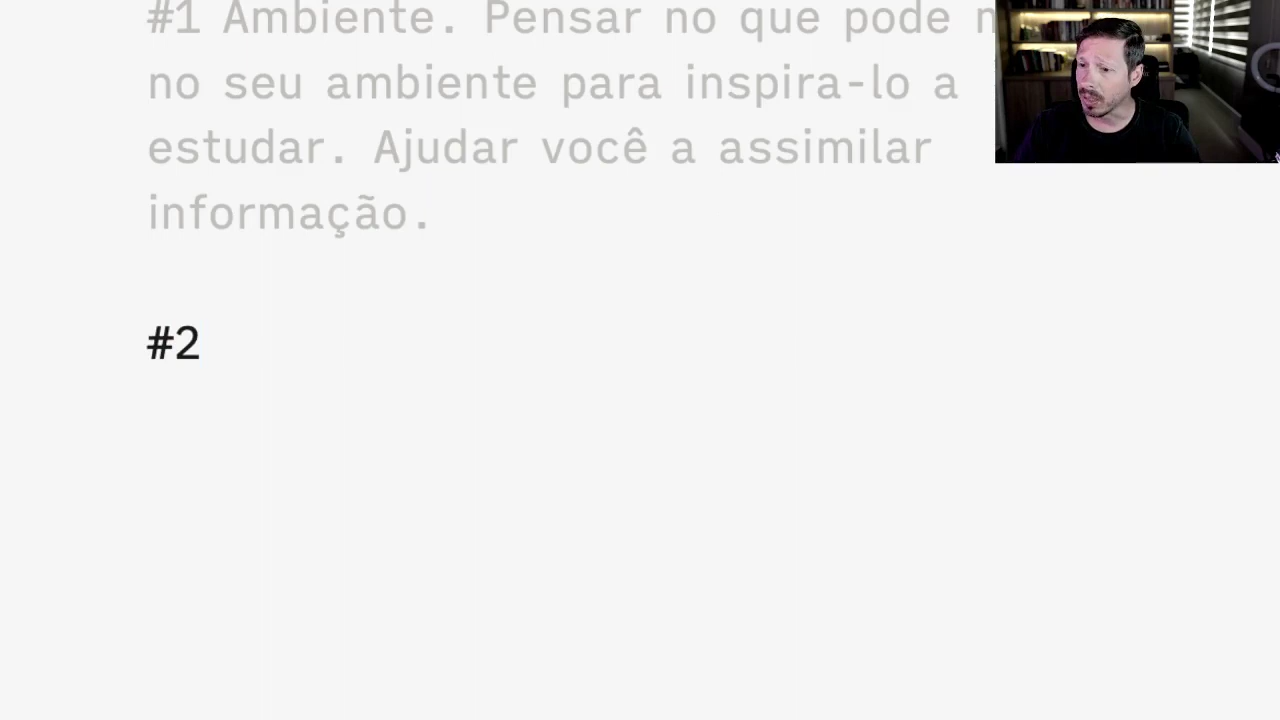 #1 Ambiente. Pensar no que pode
no seu ambiente para inspira-lo a
estudar. Ajudar você a assimilar
informação.
#2